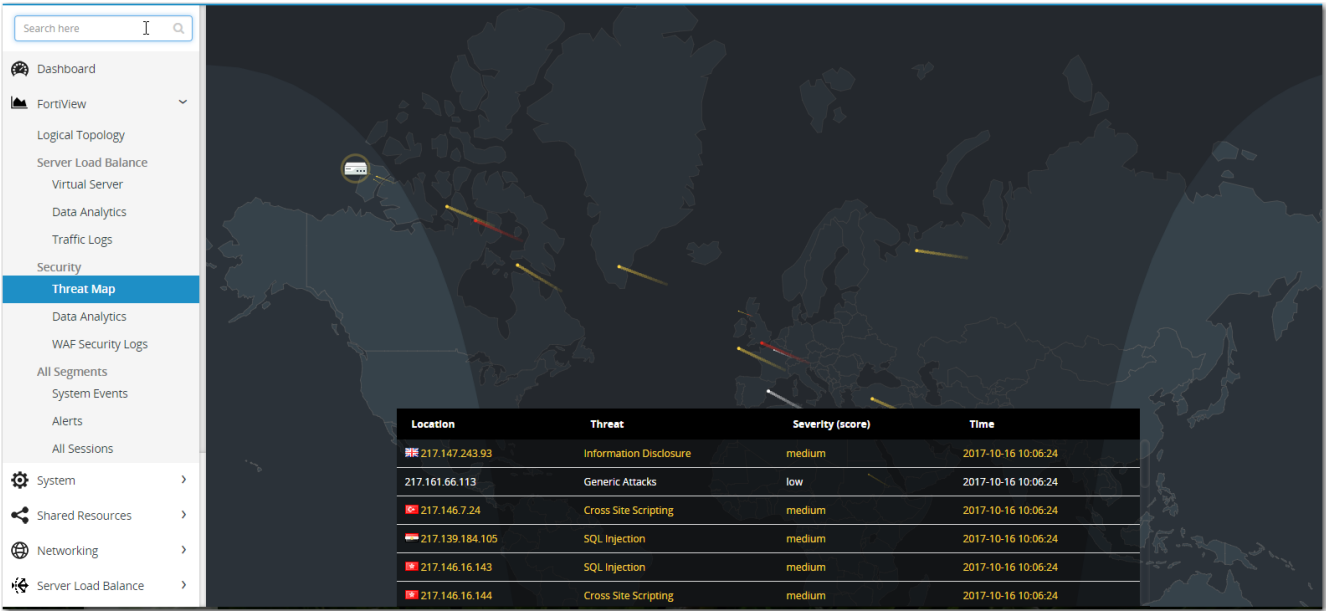 Search here
Dashboard
FortiView
Logical Topology
Server Load Balance
Virtual Server
Data Analytics
Traffic Logs
Security
Threat Map
Data Analytics
WAF Security Logs
All Segments
System Events
Alerts
All Sessions
System
Shared Resources
Networking
Server Load Balance
Location Threat Severity (score) Time
217.147.243.93 Information Disclosure medium 2017-10-16 10:06:24
217.161.66.113 Generic Attacks low 2017-10-16 10:06:24
217.146.7.24 Cross Site Scripting medium 2017-10-16 10:06:24
217.139.184.105 SQL Injection medium 2017-10-16 10:06:24
217.146.16.143 SQL Injection medium 2017-10-16 10:06:24
217.146.16.144 Cross Site Scripting medium 2017-10-16 10:06:24